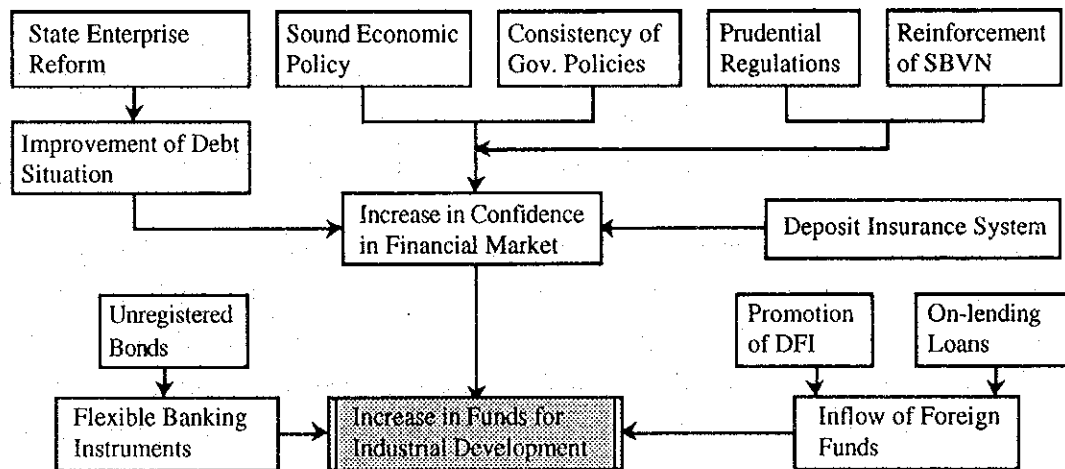 State Enterprise
Reform
Sound Economic
Policy
Consistency of
Gov. Policies
Prudential
Regulations
Reinforcement
of SBVN
Improvement of Debt
Situation
Increase in Confidence
in Financial Market
Deposit Insurance System
Unregistered
Bonds
Promotion
of DFI
On-lending
Loans
Flexible Banking
Instruments
Increase in Funds for
Industrial Development
Inflow of Foreign
Funds